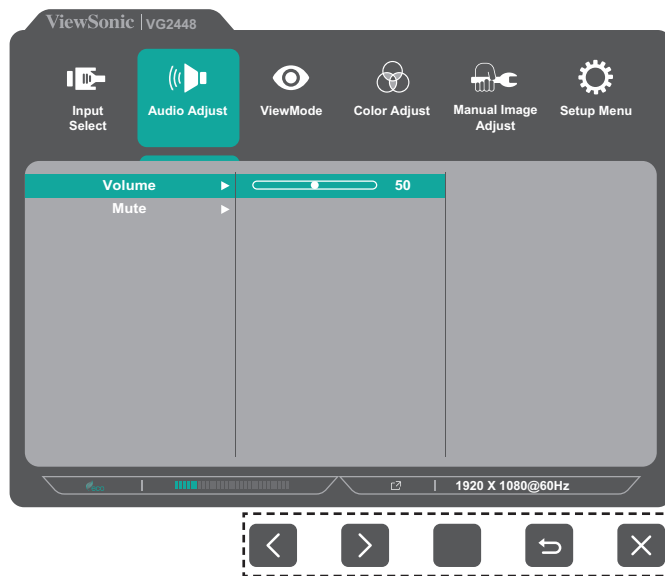 ViewSonic | VG2448
Input
Select
Audio Adjust
ViewMode
Color Adjust
Manual Image
Adjust
Setup Menu
Volume
50
Mute
eco
1920 X 1080@60Hz